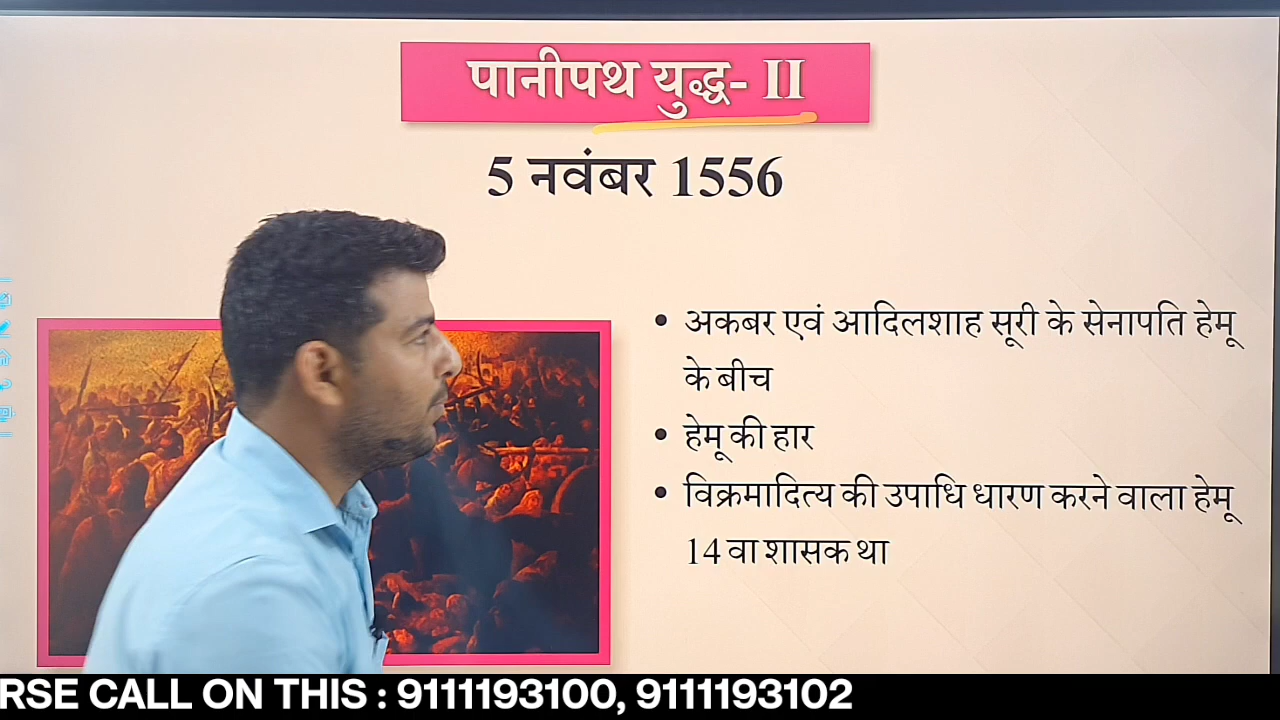 पानीपथ युद्ध- II
5 नवंबर 1556
• अकबर एवं आदिलशाह सूरी के सेनापति हेमू
के बीच
• हेमू की हार
• विक्रमादित्य की उपाधि धारण करने वाला हेमू
14 वा शासक था
RSE CALL ON THIS : 9111193100, 9111193102